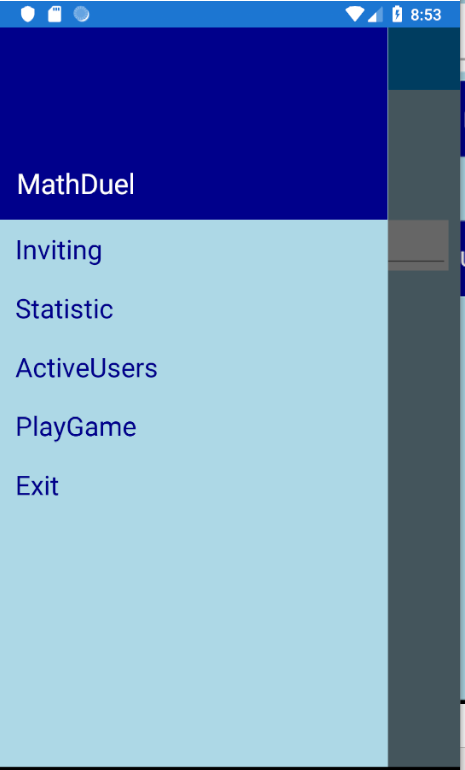 8:53
MathDuel
Inviting
Statistic
ActiveUsers
PlayGame
Exit